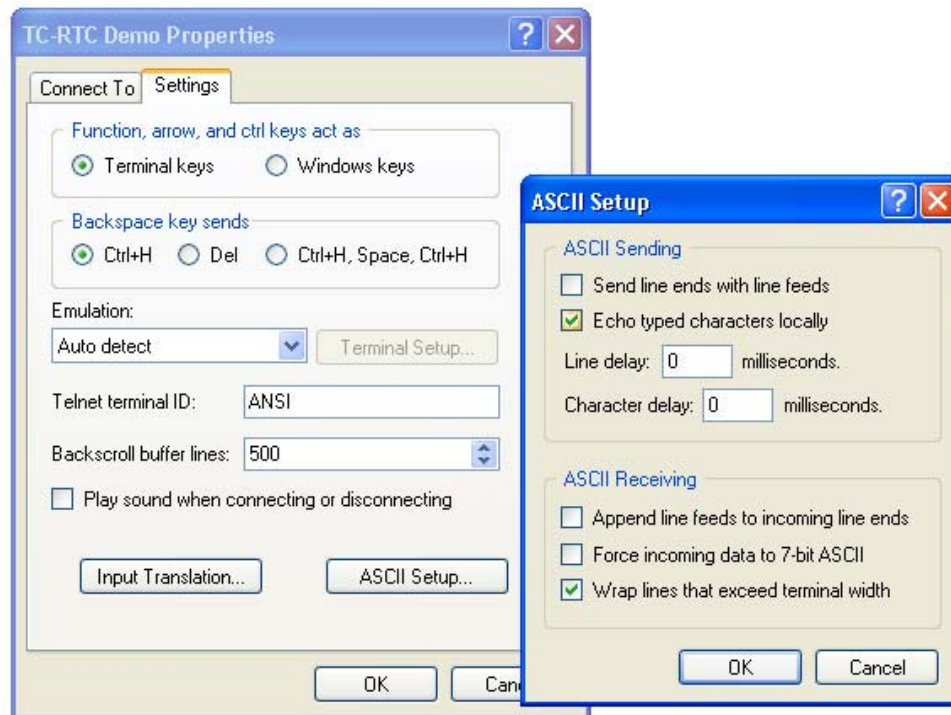 TC-RTC Demo Properties
Connect To Settings
Function, arrow, and ctrl keys act as
Terminal keys Windows keys
Backspace key sends
Ctrl+H Del Ctrl+H, Space, Ctrl+H
Emulation:
Auto detect Terminal Setup...
Telnet terminal ID: ANSI
Backscroll buffer lines: 500
Play sound when connecting or disconnecting
Input Translation... ASCII Setup...
OK Can
ASCII Setup
ASCII Sending
Send line ends with line feeds
Echo typed characters locally
Line delay: 0 milliseconds.
Character delay: 0 milliseconds.
ASCII Receiving
Append line feeds to incoming line ends
Force incoming data to 7-bit ASCII
Wrap lines that exceed terminal width
OK Cancel